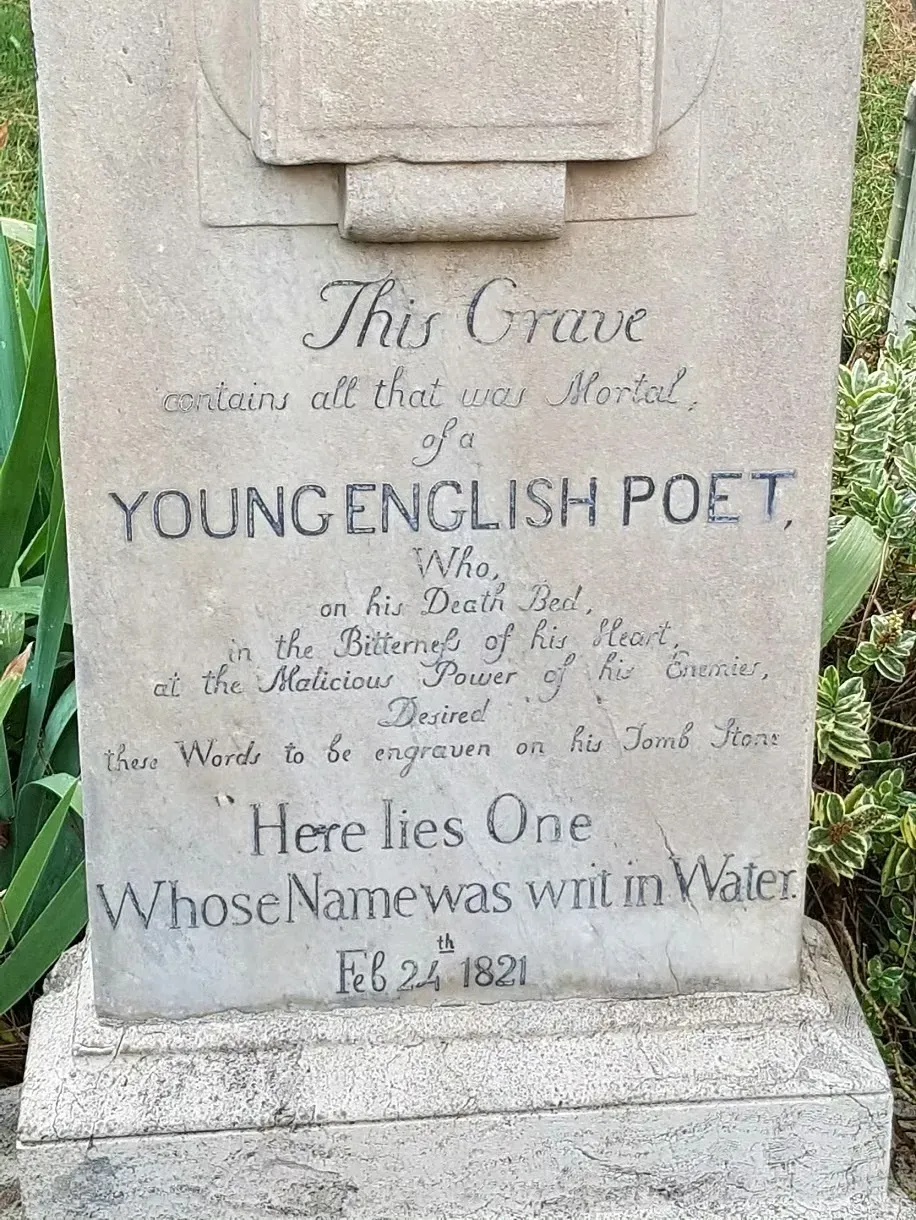 This Grave
contains all that was Mortal,
of a
YOUNG ENGLISH POET,
Who,
on his Death Bed,
in the Bitterneſs of his Heart,
at the Malicious Power of his Enemies,
Desired
these Words to be engraven on his Tomb Stone
Here lies One
Whose Name was writ in Water.
Feb 24th 1821